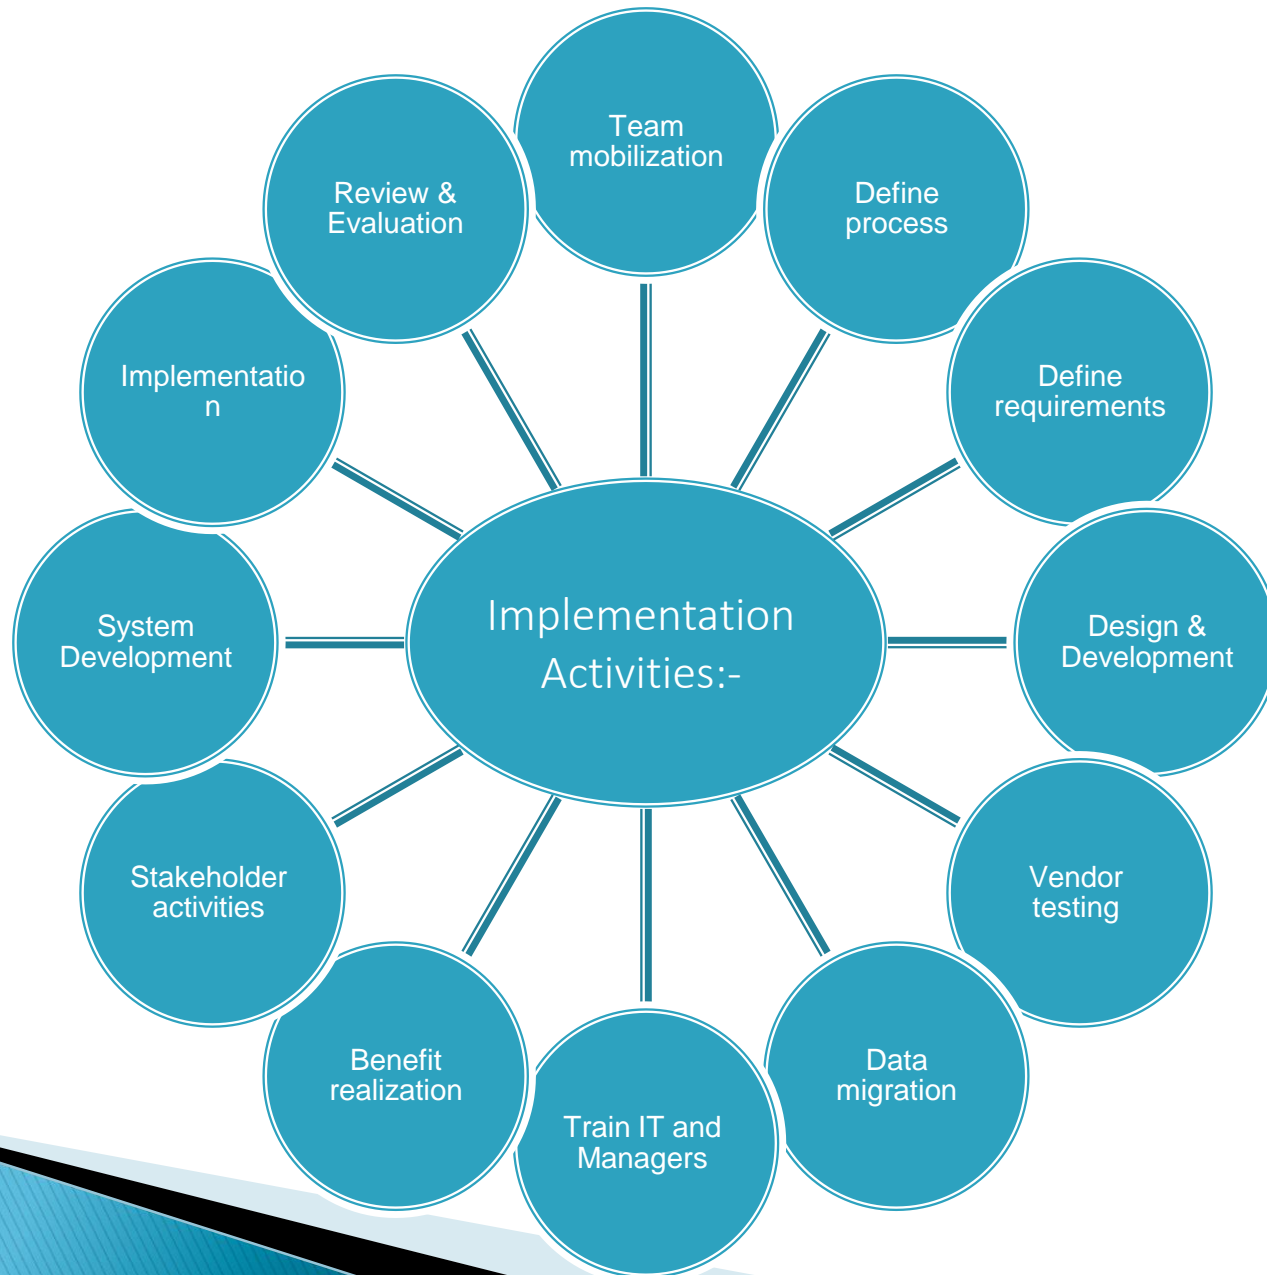 Team
mobilization
Define
process
Define
requirements
Design &
Development
Vendor
testing
Data
migration
Train IT and
Managers
Benefit
realization
Stakeholder
activities
System
Development
Implementatio
n
Review &
Evaluation
Implementation
Activities:-